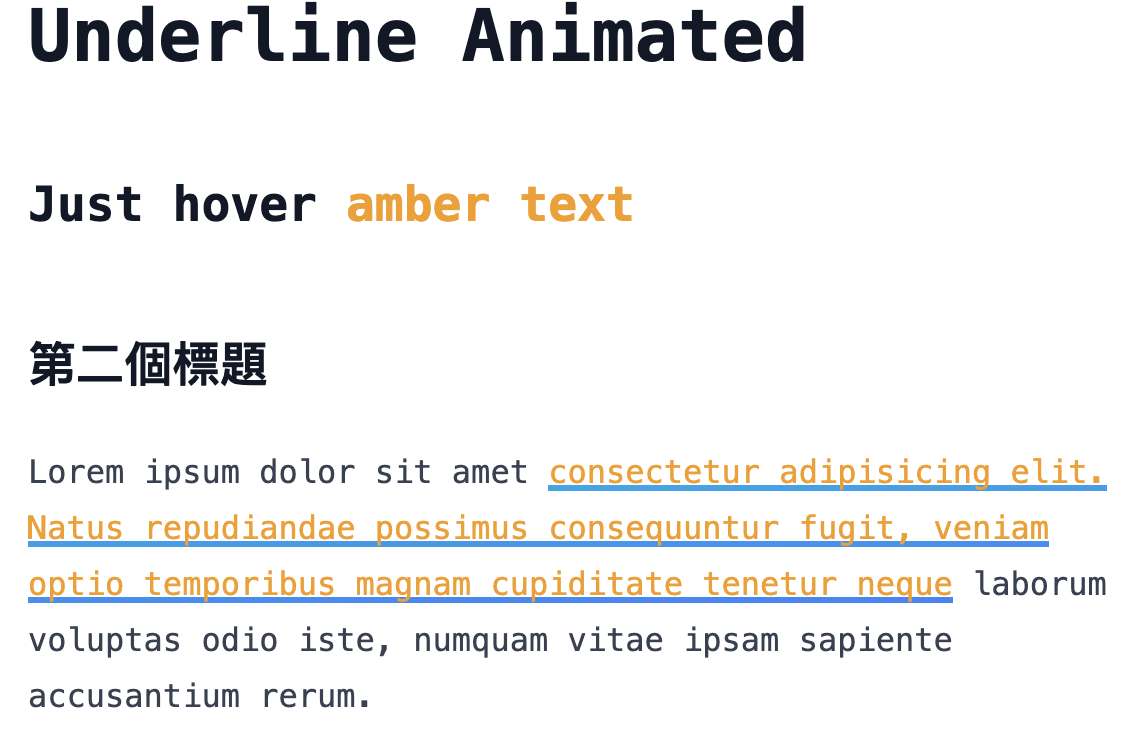 Underline Animated
Just hover amber text
第二個標題
Lorem ipsum dolor sit amet consectetur adipisicing elit.
Natus repudiandae possimus consequuntur fugit, veniam
optio temporibus magnam cupiditate tenetur neque laborum
voluptas odio iste, numquam vitae ipsam sapiente
accusantium rerum.